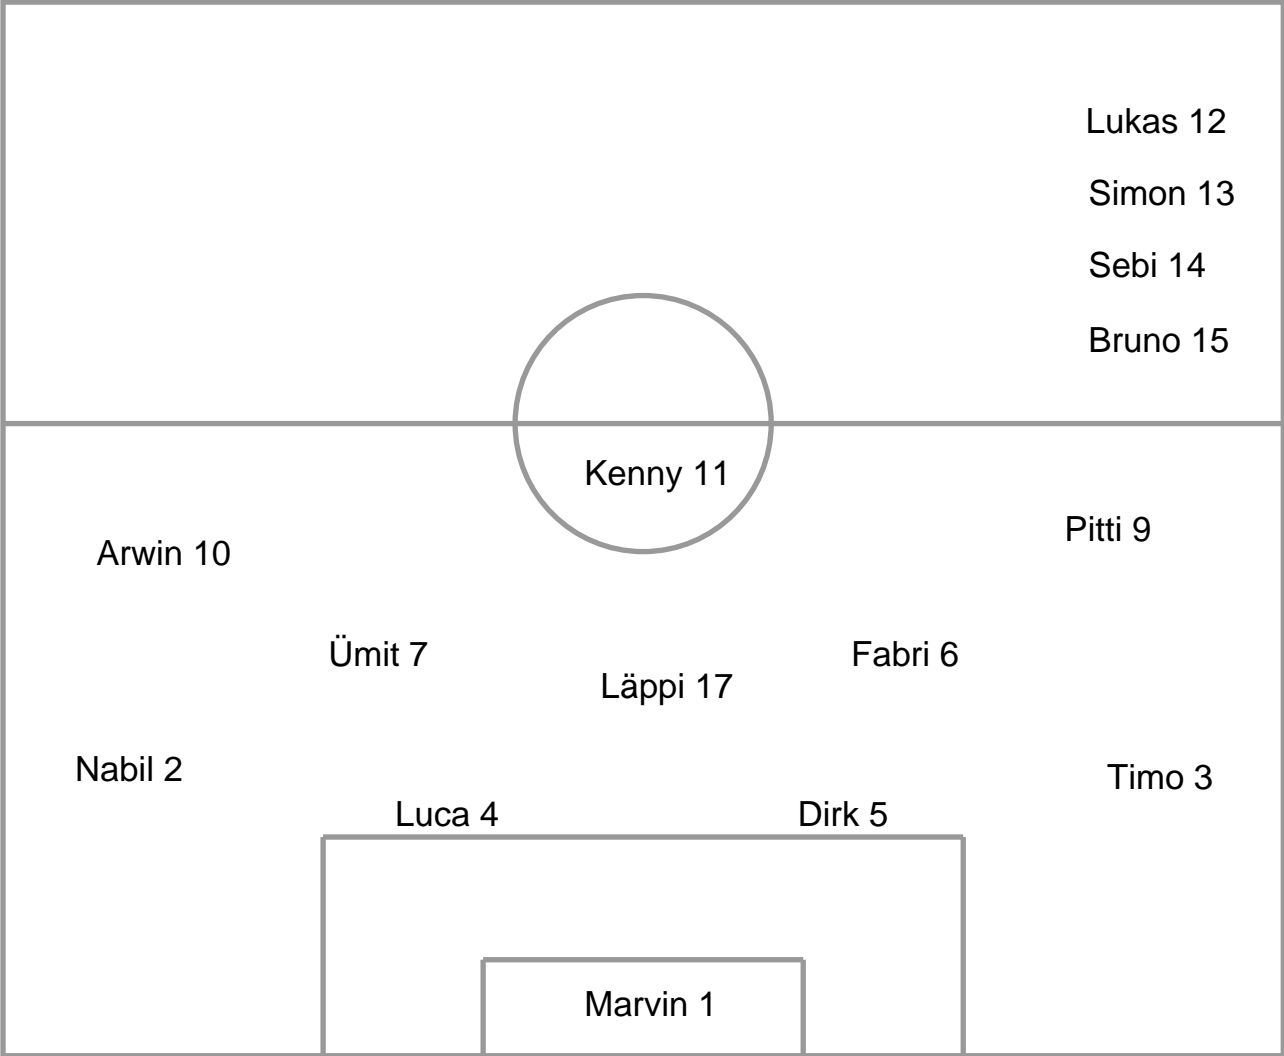 Lukas 12
Simon 13
Sebi 14
Bruno 15
Kenny 11
Pitti 9
Arwin 10
Ümit 7
Fabri 6
Läppi 17
Nabil 2
Timo 3
Luca 4
Dirk 5
Marvin 1